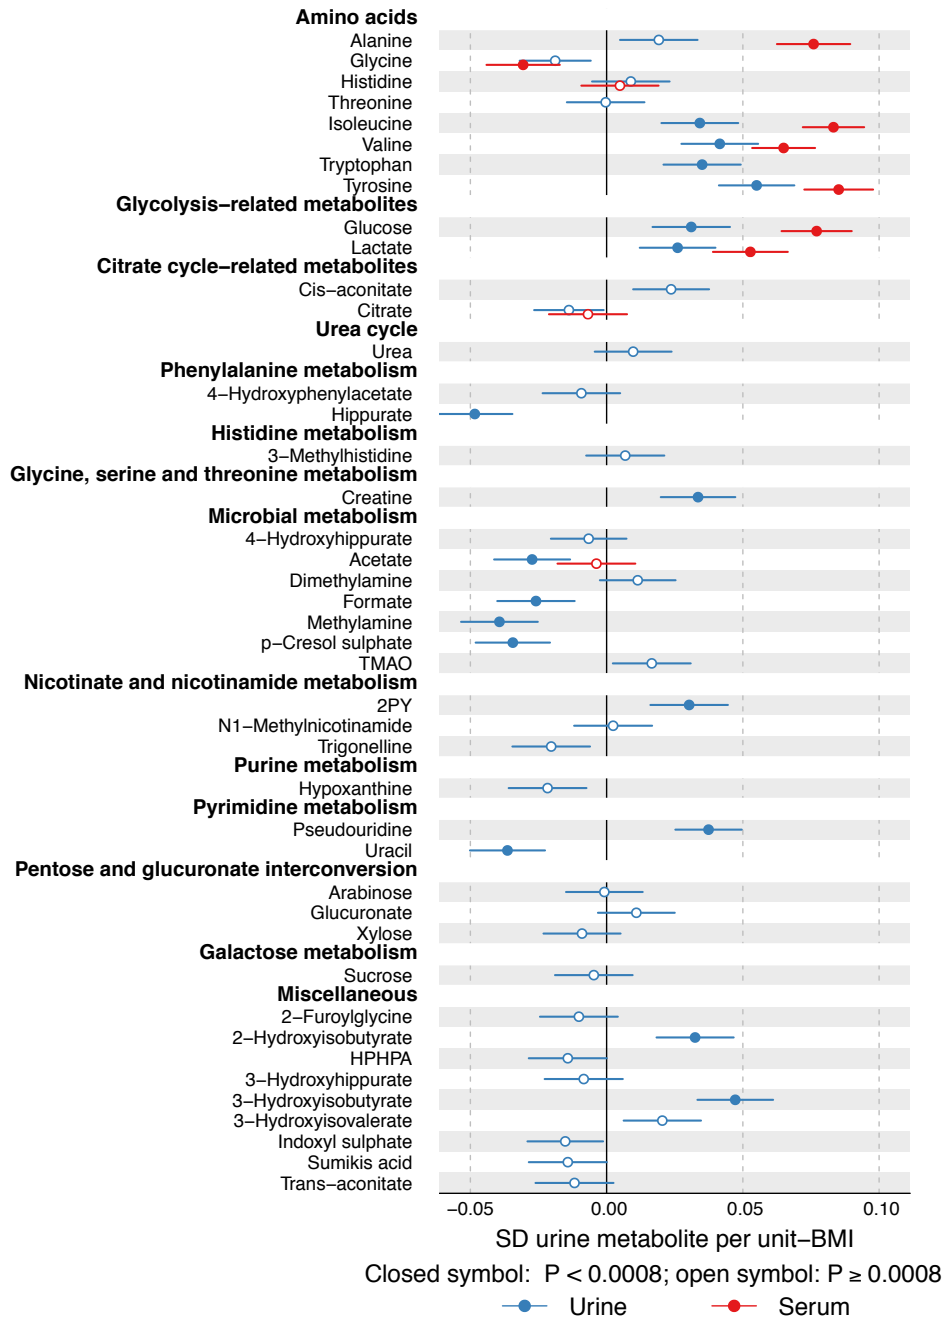 Amino acids
Alanine
Glycine
Histidine
Threonine
Isoleucine
Valine
Tryptophan
Tyrosine
Glycolysis−related metabolites
Glucose
Lactate
Citrate cycle−related metabolites
Cis−aconitate
Citrate
Urea cycle
Urea
Phenylalanine metabolism
4−Hydroxyphenylacetate
Hippurate
Histidine metabolism
3−Methylhistidine
Glycine, serine and threonine metabolism
Creatine
Microbial metabolism
4−Hydroxyhippurate
Acetate
Dimethylamine
Formate
Methylamine
p−Cresol sulphate
TMAO
Nicotinate and nicotinamide metabolism
2PY
N1−Methylnicotinamide
Trigonelline
Purine metabolism
Hypoxanthine
Pyrimidine metabolism
Pseudouridine
Uracil
Pentose and glucuronate interconversion
Arabinose
Glucuronate
Xylose
Galactose metabolism
Sucrose
Miscellaneous
2−Furoylglycine
2−Hydroxyisobutyrate
HPHPA
3−Hydroxyhippurate
3−Hydroxyisobutyrate
3−Hydroxyisovalerate
Indoxyl sulphate
Sumikis acid
Trans−aconitate
−0.05 0.00 0.05 0.10
SD urine metabolite per unit−BMI
Closed symbol: P < 0.0008; open symbol: P ≥ 0.0008
Urine Serum